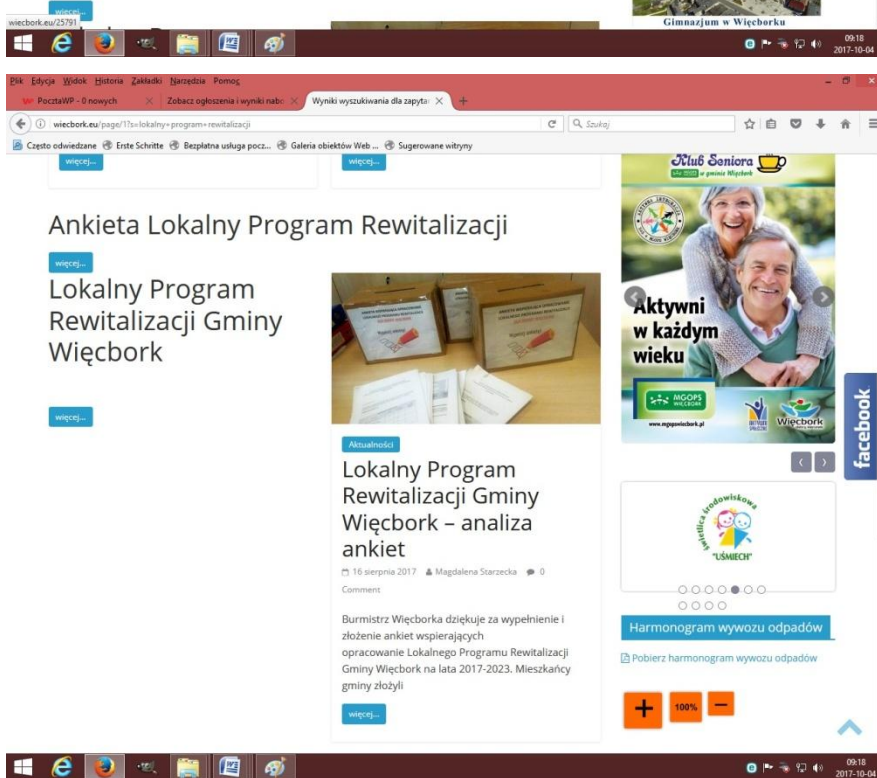 więcej...
wiecbork.eu/25791
Gimnazjum w Więcborku
09:18
2017-10-04
Plik Edycja Widok Historia Zakładki Narzędzia Pomoc
PocztaWP - 0 nowych
Zobacz ogłoszenia i wyniki nabo
Wyniki wyszukiwania dla zapytan
wiecbork.eu/page/1?s=lokalny+program+rewitalizacji
Szukaj
Często odwiedzane Erste Schritte Bezpłatna usługa pocz... Galeria obiektów Web ... Sugerowane witryny
więcej...
więcej...
Ankieta Lokalny Program Rewitalizacji
więcej...
Lokalny Program
Rewitalizacji Gminy
Więcbork
więcej...
Aktualności
Lokalny Program
Rewitalizacji Gminy
Więcbork – analiza
ankiet
16 sierpnia 2017 Magdalena Starzecka 0
Comment
Burmistrz Więcborka dziękuje za wypełnienie i
złożenie ankiet wspierających
opracowanie Lokalnego Programu Rewitalizacji
Gminy Więcbork na lata 2017-2023. Mieszkańcy
gminy złożyli
więcej...
Klub Seniora
w gminie Więcbork
Aktywni
w każdym
wieku
MGOPS
WIĘCBORK
www.mgopswiecbork.pl
Więcbork
facebook
świetlica środowiskowa
"UŚMIECH"
Harmonogram wywozu odpadów
Pobierz harmonogram wywozu odpadów
+ 100% −
09:18
2017-10-04